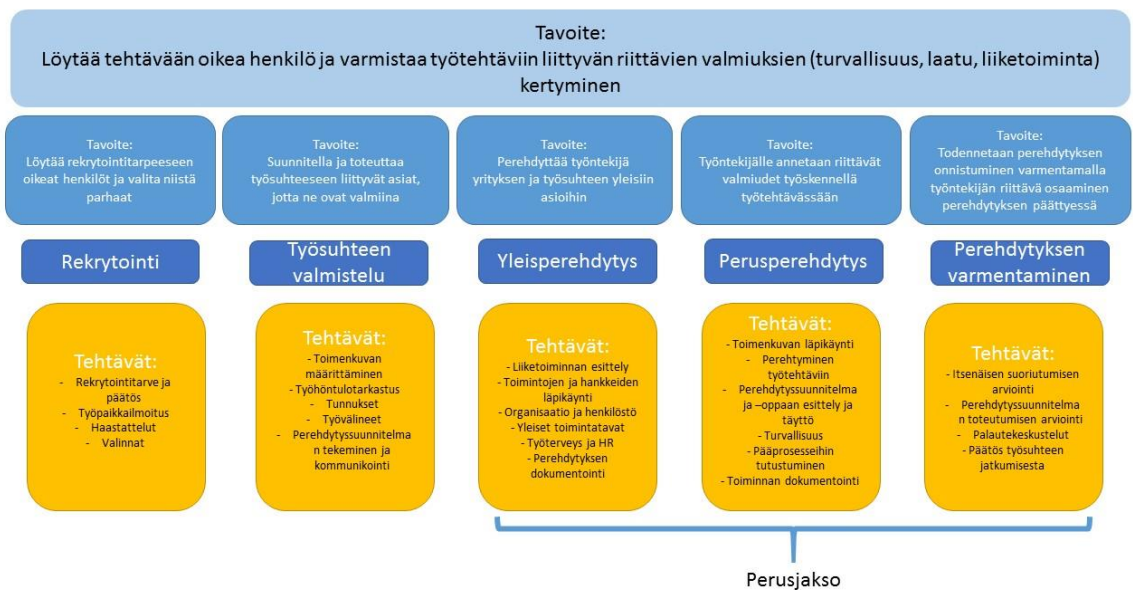 Tavoite:
Löytää tehtävään oikea henkilö ja varmistaa työtehtäviin liittyvän riittävien valmiuksien (turvallisuus, laatu, liiketoiminta)
kertyminen
Tavoite:
Löytää rekrytointitarpeeseen
oikeat henkilöt ja valita niistä
parhaat
Tavoite:
Suunnitella ja toteuttaa
työsuhteeseen liittyvät asiat,
jotta ne ovat valmiina
Tavoite:
Perehdyttää työntekijä
yrityksen ja työsuhteen yleisiin
asioihin
Tavoite:
Työntekijälle annetaan riittävät
valmiudet työskennellä
työtehtävässään
Tavoite:
Todennetaan perehdytyksen
onnistuminen varmentamalla
työntekijän riittävä osaaminen
perehdytyksen päättyessä
Rekrytointi
Työsuhteen
valmistelu
Yleisperehdytys
Perusperehdytys
Perehdytyksen
varmentaminen
Tehtävät:
- Rekrytointitarve ja
päätös
- Työpaikkailmoitus
- Haastattelut
- Valinnat
Tehtävät:
- Toimenkuvan
määrittäminen
- Työhöntulotarkastus
- Tunnukset
- Työvälineet
- Perehdytyssuunnitelma
n tekeminen ja
kommunikointi
Tehtävät:
- Liiketoiminnan esittely
- Toimintojen ja hankkeiden
läpikäynti
- Organisaatio ja henkilöstö
- Yleiset toimintatavat
- Työterveys ja HR
- Perehdytyksen
dokumentointi
Tehtävät:
- Toimenkuvan läpikäynti
- Perehtyminen
työtehtäviin
- Perehdytyssuunnitelma
ja –oppaan esittely ja
täyttö
- Turvallisuus
- Pääprosesseihin
tutustuminen
- Toiminnan dokumentointi
Tehtävät:
- Itsenäisen suoriutumisen
arviointi
- Perehdytyssuunnitelma
n toteutumisen arviointi
- Palautekeskustelut
- Päätös työsuhteen
jatkumisesta
Perusjakso